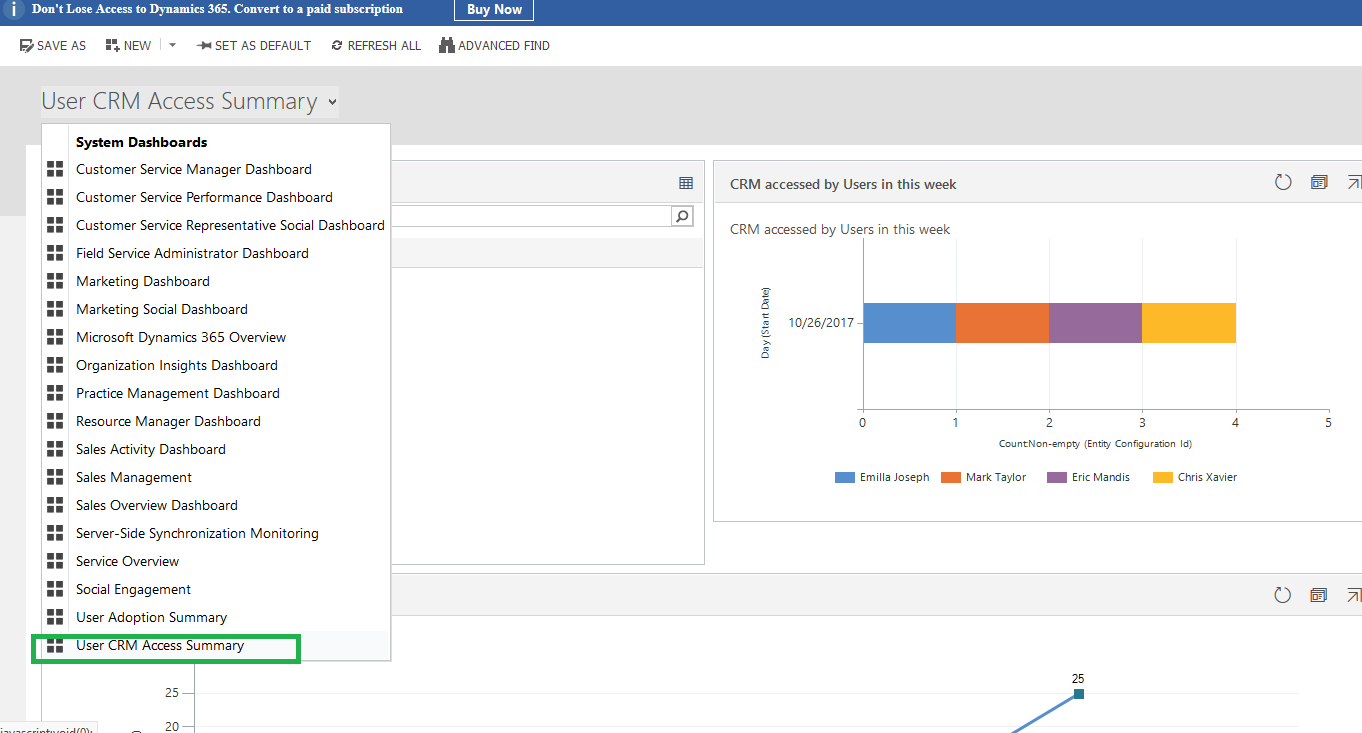 Don't Lose Access to Dynamics 365. Convert to a paid subscription
Buy Now
SAVE AS
NEW
SET AS DEFAULT
REFRESH ALL
ADVANCED FIND
User CRM Access Summary
System Dashboards
Customer Service Manager Dashboard
Customer Service Performance Dashboard
Customer Service Representative Social Dashboard
Field Service Administrator Dashboard
Marketing Dashboard
Marketing Social Dashboard
Microsoft Dynamics 365 Overview
Organization Insights Dashboard
Practice Management Dashboard
Resource Manager Dashboard
Sales Activity Dashboard
Sales Management
Sales Overview Dashboard
Server-Side Synchronization Monitoring
Service Overview
Social Engagement
User Adoption Summary
User CRM Access Summary
CRM accessed by Users in this week
CRM accessed by Users in this week
Day (Start Date)
10/26/2017
0 1 2 3 4 5
Count:Non-empty (Entity Configuration Id)
Emilla Joseph Mark Taylor Eric Mandis Chris Xavier
25
25
20